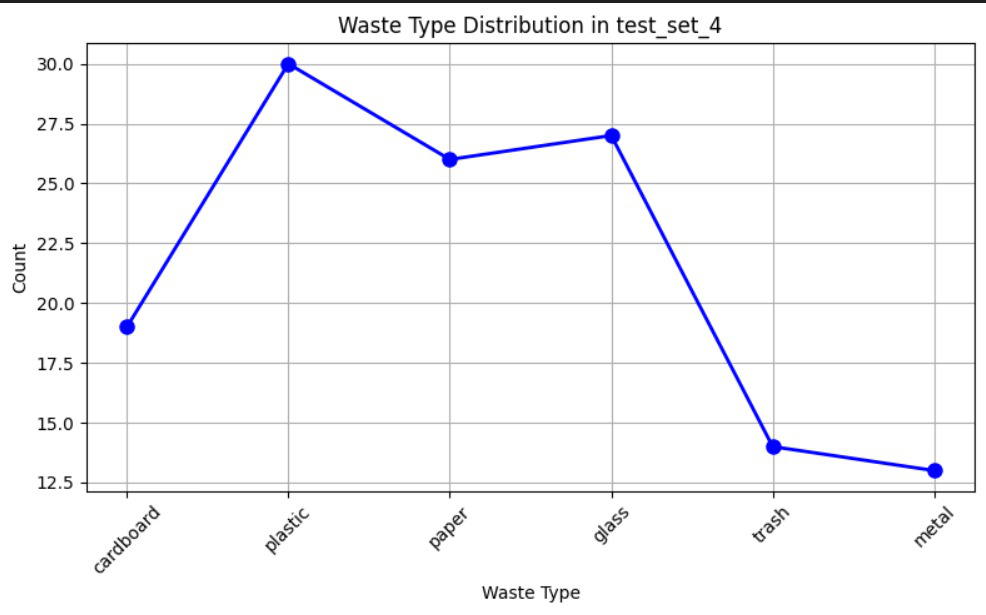 Waste Type Distribution in test_set_4
30.0
27.5
25.0
22.5
20.0
17.5
15.0
12.5
Count
cardboard
plastic
paper
glass
trash
metal
Waste Type